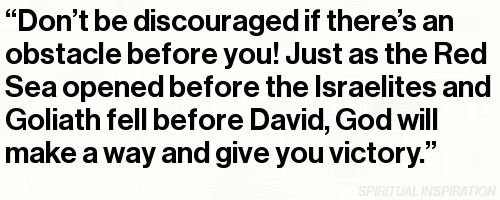 “Don’t be discouraged if there’s an
obstacle before you! Just as the Red
Sea opened before the Israelites and
Goliath fell before David, God will
make a way and give you victory.”
SPIRITUAL INSPIRATION